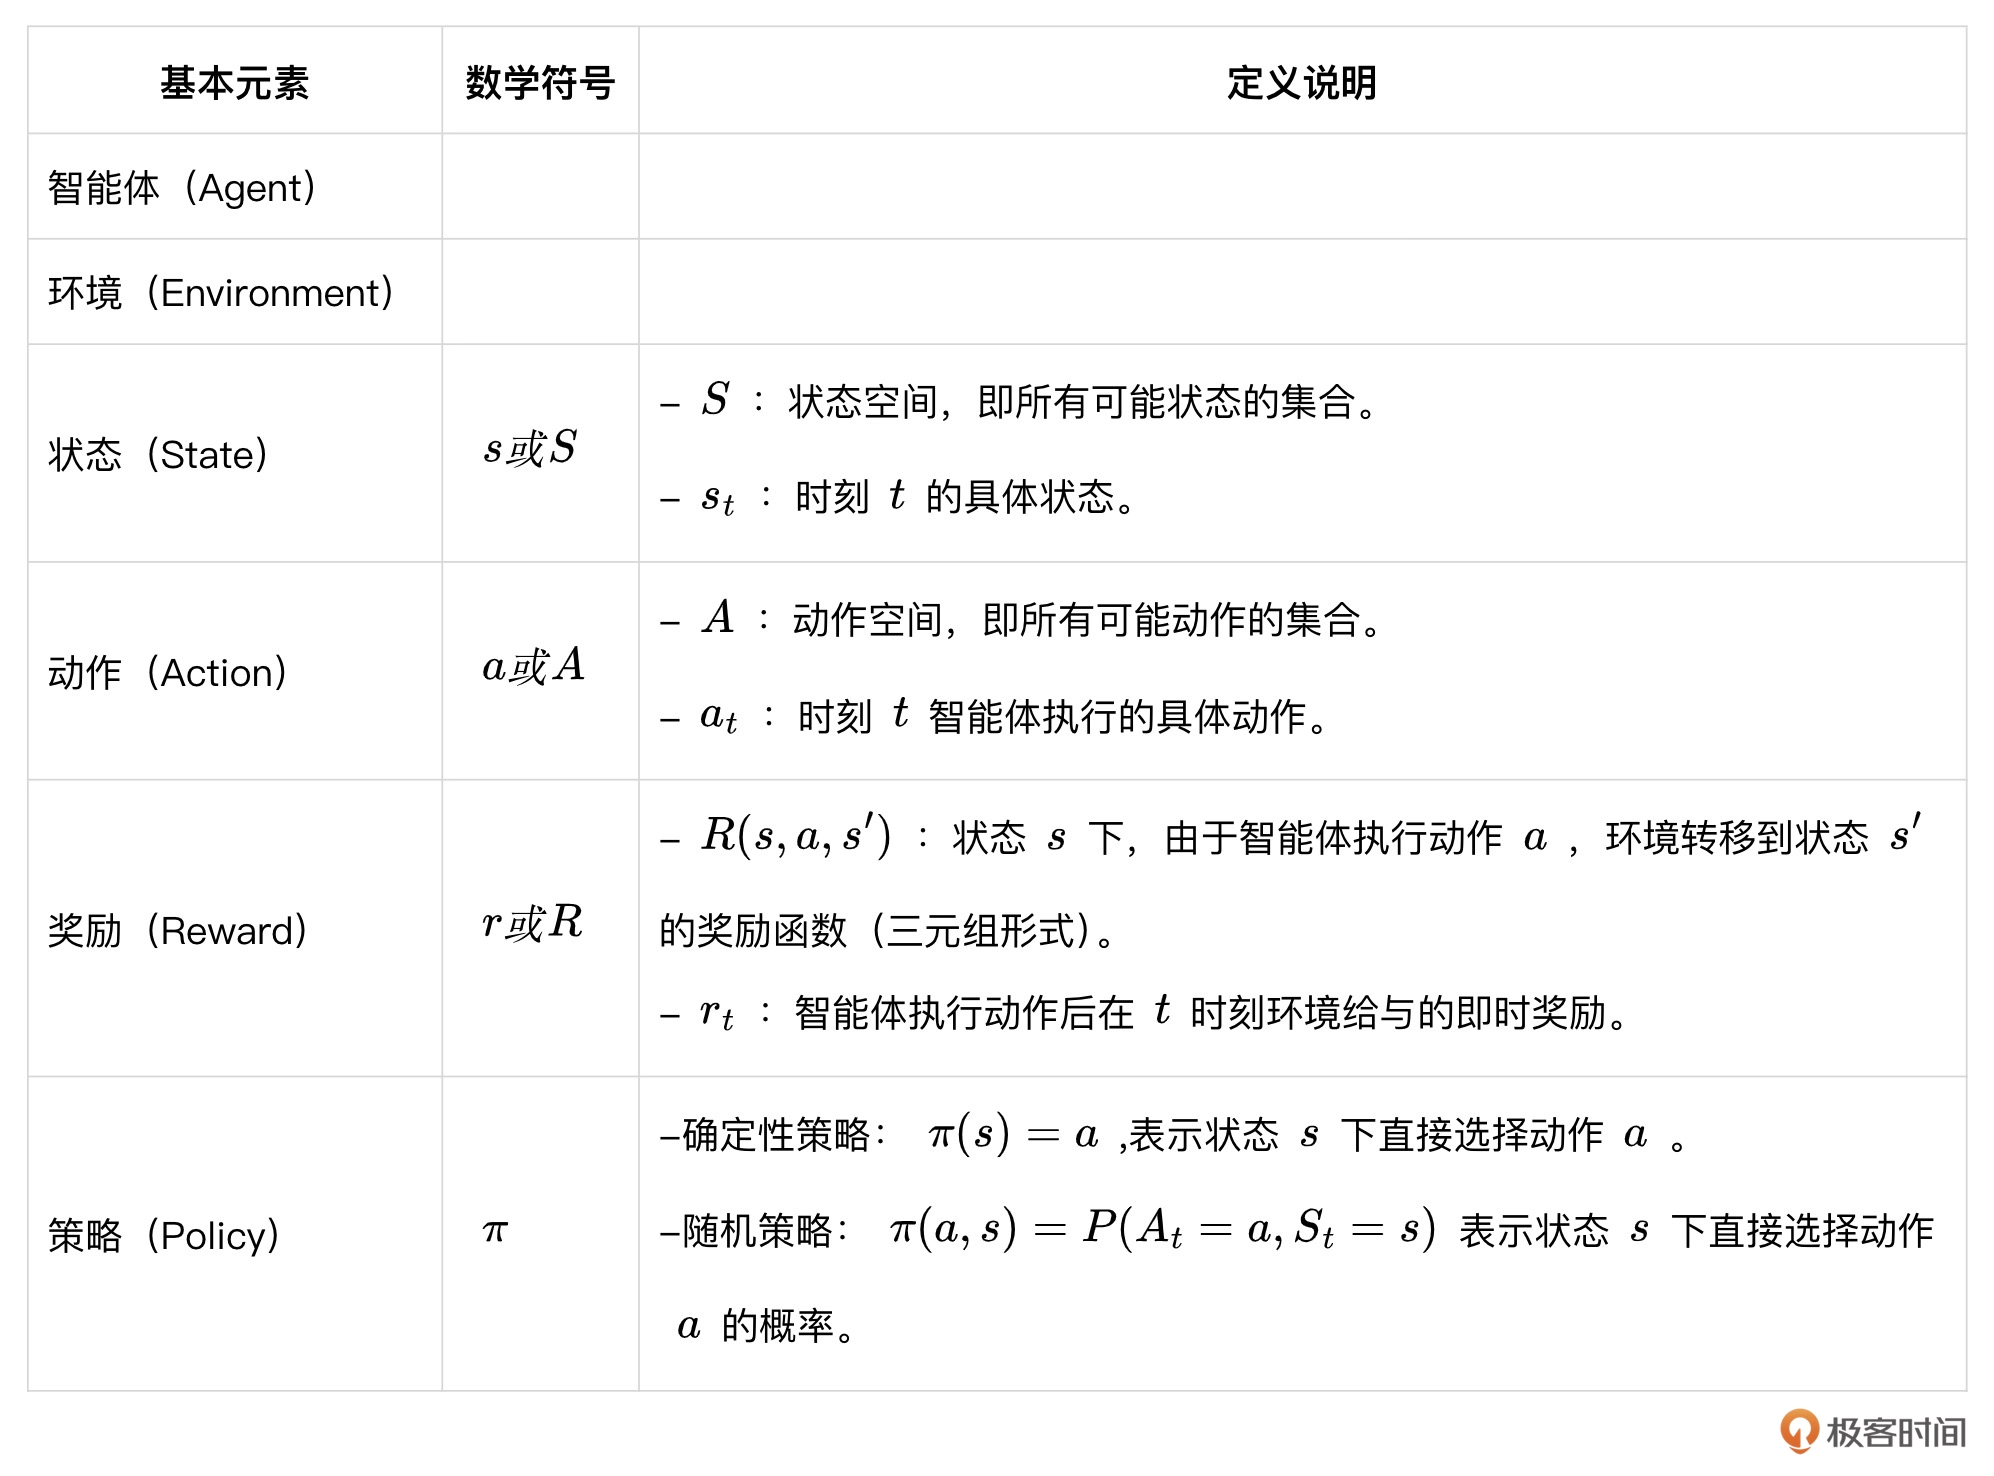 基本元素 数学符号 定义说明
智能体（Agent）
环境（Environment）
状态（State） s或S
– S ：状态空间，即所有可能状态的集合。
– s_t ：时刻 t 的具体状态。
动作（Action） a或A
– A ：动作空间，即所有可能动作的集合。
– a_t ：时刻 t 智能体执行的具体动作。
奖励（Reward） r或R
– R(s, a, s′) ：状态 s 下，由于智能体执行动作 a ，环境转移到状态 s′
的奖励函数（三元组形式）。
– r_t ：智能体执行动作后在 t 时刻环境给与的即时奖励。
策略（Policy） π
–确定性策略： π(s) = a ,表示状态 s 下直接选择动作 a 。
–随机策略： π(a, s) = P(A_t = a, S_t = s) 表示状态 s 下直接选择动作
a 的概率。
极客时间